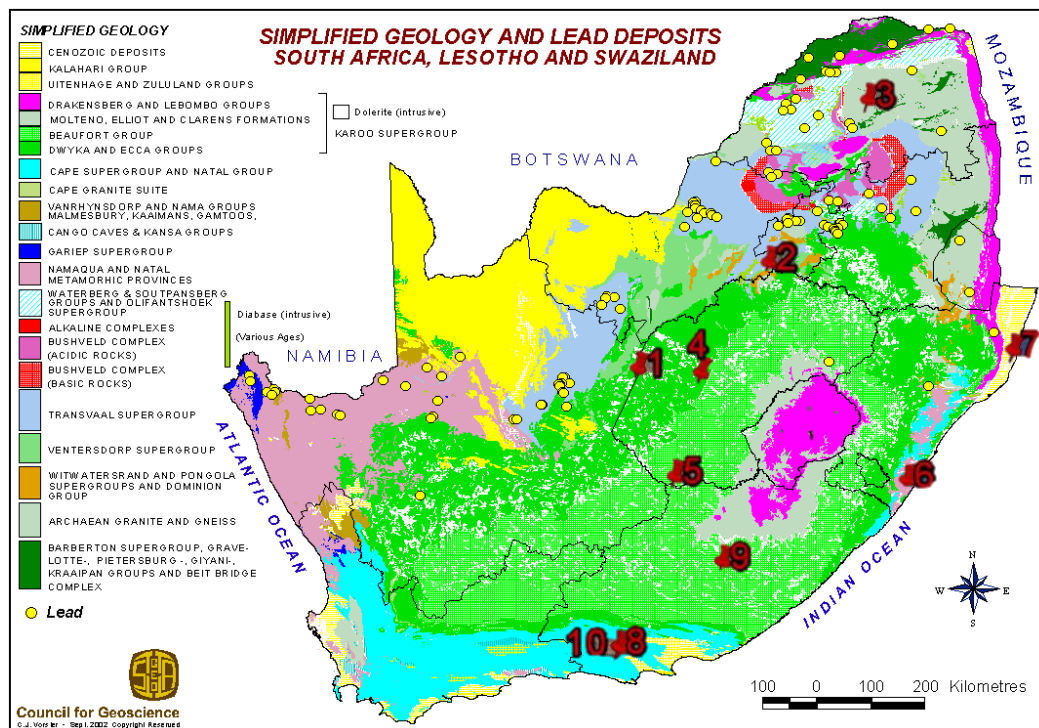 SIMPLIFIED GEOLOGY AND LEAD DEPOSITS
SOUTH AFRICA, LESOTHO AND SWAZILAND
SIMPLIFIED GEOLOGY
CENOZOIC DEPOSITS
KALAHARI GROUP
UITENHAGE AND ZULULAND GROUPS
DRAKENSBERG AND LEBOMBO GROUPS
MOLTENO, ELLIOT AND CLARENS FORMATIONS
BEAUFORT GROUP
DWYKA AND ECCA GROUPS
Dolerite (intrusive)
KAROO SUPERGROUP
CAPE SUPERGROUP AND NATAL GROUP
CAPE GRANITE SUITE
VANRHYNSDORP AND NAMA GROUPS
MALMESBURY, KAAIMANS, GAMTOOS,
CANGO CAVES & KANSA GROUPS
GARIEP SUPERGROUP
NAMAQUA AND NATAL
METAMORHIC PROVINCES
WATERBERG & SOUTPANSBERG
GROUPS AND OLIFANTSHOEK
SUPERGROUP
ALKALINE COMPLEXES
BUSHVELD COMPLEX
(ACIDIC ROCKS)
BUSHVELD COMPLEX
(BASIC ROCKS)
Diabase (intrusive)
(Various Ages)
TRANSVAAL SUPERGROUP
VENTERSDORP SUPERGROUP
WITWATERSRAND AND PONGOLA
SUPERGROUPS AND DOMINION
GROUP
ARCHAEAN GRANITE AND GNEISS
BARBERTON SUPERGROUP, GRAVE-
LOTTE-, PIETERSBURG -, GIYANI-,
KRAAIPAN GROUPS AND BEIT BRIDGE
COMPLEX
Lead
Council for Geoscience
C.J. Vorster - Sept. 2002 Copyright Reserved
BOTSWANA
MOZAMBIQUE
NAMIBIA
ATLANTIC OCEAN
INDIAN OCEAN
3
2
1
4
7
5
6
9
10
8
N
W
E
S
100 0 100 200 Kilometres